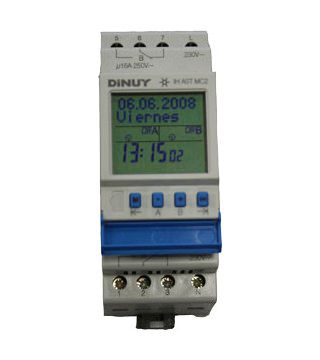 5 6 7 L
B
µ16A 250V~ 230V~
DiNUY IH AST MC2
06.06.2008
Viernes
Off A Off B
13:15 02
A B
230V~
1 2 3